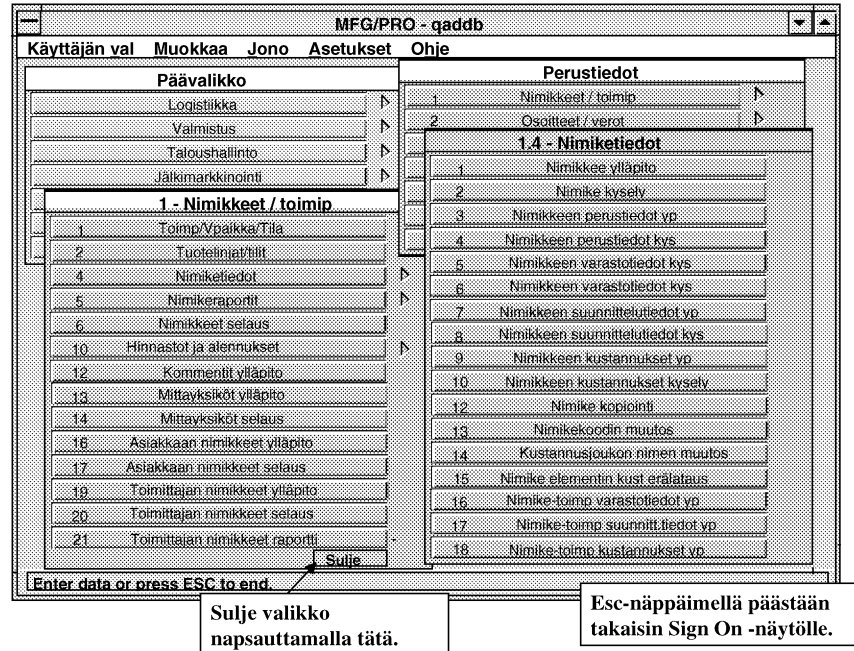 MFG/PRO - qaddb
Käyttäjän val Muokkaa Jono Asetukset Ohje
Päävalikko
Logistiikka
Valmistus
Taloushallinto
Jälkimarkkinointi
Perustiedot
1 Nimikkeet / toimip
2 Osoitteet / verot
1 - Nimikkeet / toimip
1 Toimp/Vpaikka/Tila
2 Tuotelinjat/tilit
4 Nimiketiedot
5 Nimikeraportit
6 Nimikkeet selaus
10 Hinnastot ja alennukset
12 Kommentit ylläpito
13 Mittayksiköt ylläpito
14 Mittayksiköt selaus
16 Asiakkaan nimikkeet ylläpito
17 Asiakkaan nimikkeet selaus
19 Toimittajan nimikkeet ylläpito
20 Toimittajan nimikkeet selaus
21 Toimittajan nimikkeet raportti
Sulje
1.4 - Nimiketiedot
1 Nimikkee ylläpito
2 Nimike kysely
3 Nimikkeen perustiedot yp
4 Nimikkeen perustiedot kys
5 Nimikkeen varastotiedot kys
6 Nimikkeen varastotiedot kys
7 Nimikkeen suunnittelutiedot yp
8 Nimikkeen suunnittelutiedot kys
9 Nimikkeen kustannukset yp
10 Nimikkeen kustannukset kysely
12 Nimike kopiointi
13 Nimikekoodin muutos
14 Kustannusjoukon nimen muutos
15 Nimike elementin kust erälataus
16 Nimike-toimp varastotiedot yp
17 Nimike-toimp suunnitt.tiedot yp
18 Nimike-toimp kustannukset yp
Enter data or press ESC to end.
Sulje valikko
napsauttamalla tätä.
Esc-näppäimellä päästään
takaisin Sign On -näytölle.